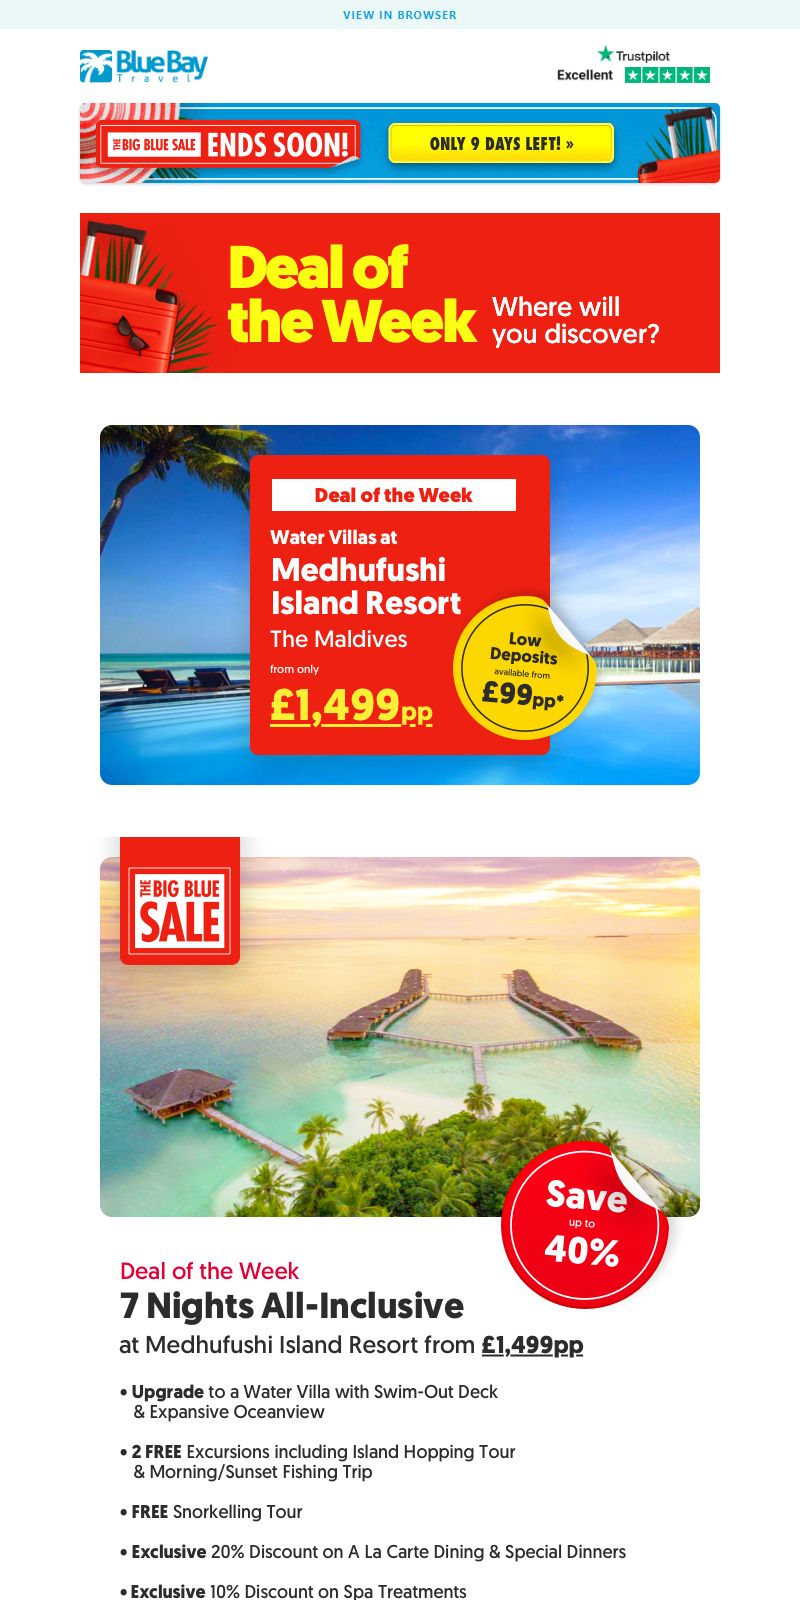 VIEW IN BROWSER
Blue Bay
Travel
Trustpilot
Excellent
THE BIG BLUE SALE ENDS SOON!
ONLY 9 DAYS LEFT! »
Deal of
the Week
Where will
you discover?
Deal of the Week
Water Villas at
Medhufushi
Island Resort
The Maldives
from only
£1,499pp
Low
Deposits
available from
£99pp*
THE BIG BLUE
SALE
Save
up to
40%
Deal of the Week
7 Nights All-Inclusive
at Medhufushi Island Resort from £1,499pp
• Upgrade to a Water Villa with Swim-Out Deck
& Expansive Oceanview
• 2 FREE Excursions including Island Hopping Tour
& Morning/Sunset Fishing Trip
• FREE Snorkelling Tour
• Exclusive 20% Discount on A La Carte Dining & Special Dinners
• Exclusive 10% Discount on Spa Treatments